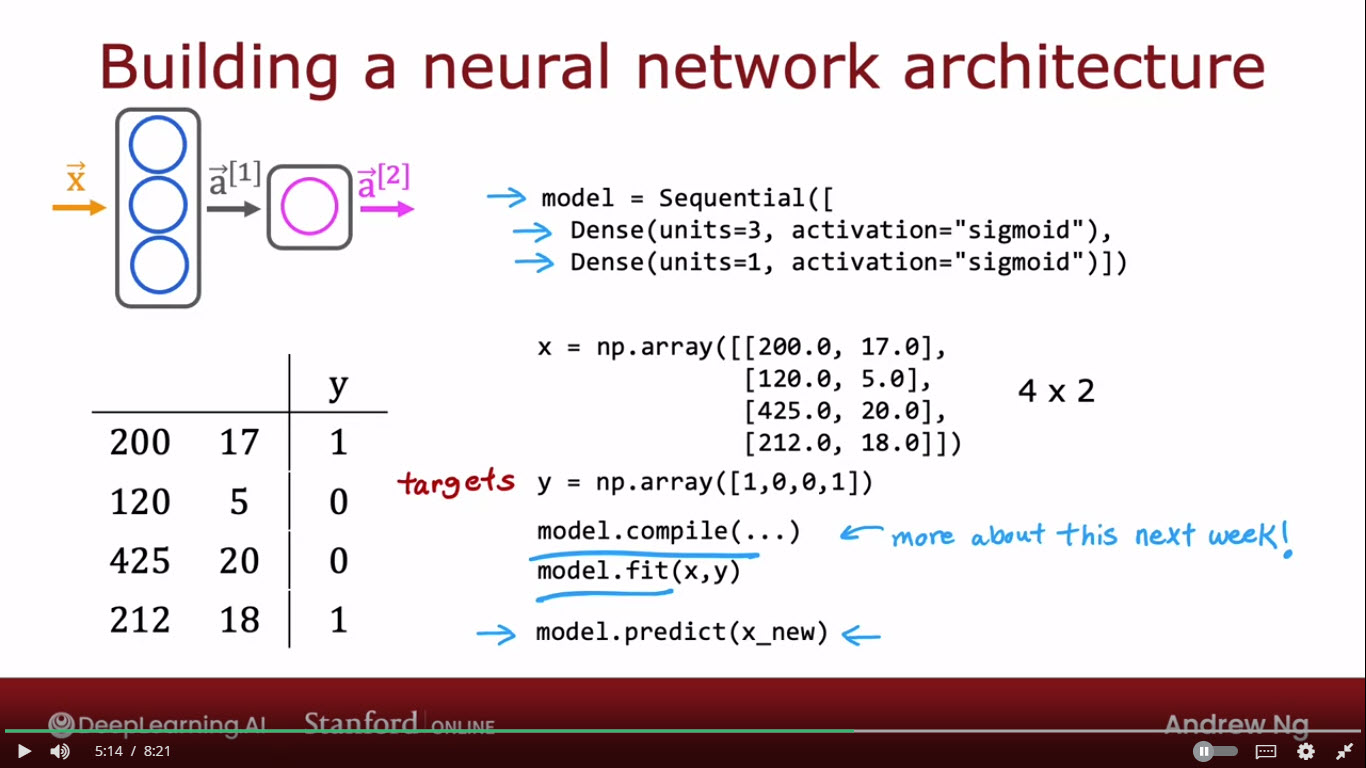 Building a neural network architecture
x⃗
a⃗[1]
a⃗[2]
model = Sequential([
Dense(units=3, activation="sigmoid"),
Dense(units=1, activation="sigmoid")])
x = np.array([[200.0, 17.0],
[120.0, 5.0],
[425.0, 20.0],
[212.0, 18.0]])
4 x 2
y
200 17 1
120 5 0
425 20 0
212 18 1
targets y = np.array([1,0,0,1])
model.compile(...) more about this next week!
model.fit(x,y)
model.predict(x_new)
DeepLearning.AI Stanford ONLINE Andrew Ng
5:14 / 8:21